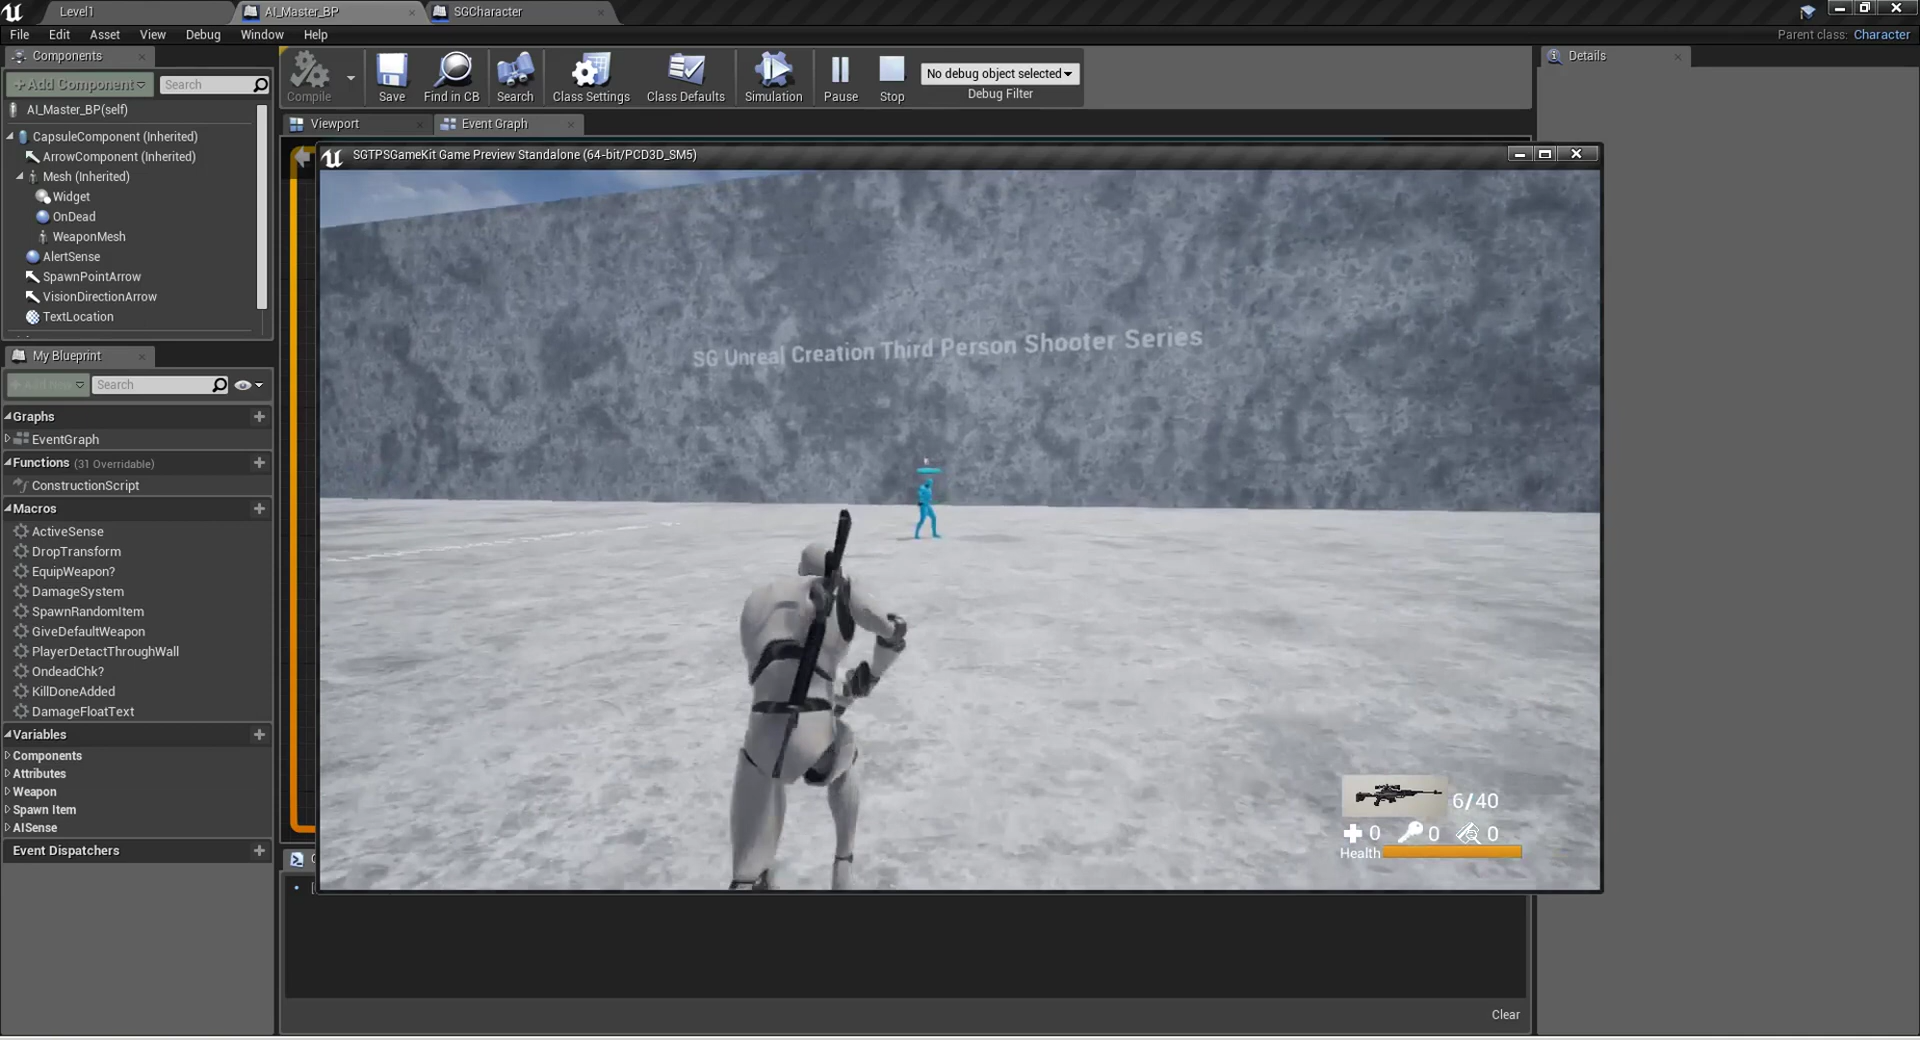 Level1
AI_Master_BP
SGCharacter
File Edit Asset View Debug Window Help
Parent class: Character
Components
+Add Component
Search
AI_Master_BP(self)
CapsuleComponent (Inherited)
ArrowComponent (Inherited)
Mesh (Inherited)
Widget
OnDead
WeaponMesh
AlertSense
SpawnPointArrow
VisionDirectionArrow
TextLocation
My Blueprint
+Add New
Search
Graphs
EventGraph
Functions (31 Overridable)
ConstructionScript
Macros
ActiveSense
DropTransform
EquipWeapon?
DamageSystem
SpawnRandomItem
GiveDefaultWeapon
PlayerDetactThroughWall
OndeadChk?
KillDoneAdded
DamageFloatText
Variables
Components
Attributes
Weapon
Spawn Item
AISense
Event Dispatchers
Compile
Save
Find in CB
Search
Class Settings
Class Defaults
Simulation
Pause
Stop
No debug object selected
Debug Filter
Details
Viewport
Event Graph
SGTPSGameKit Game Preview Standalone (64-bit/PCD3D_SM5)
SG Unreal Creation Third Person Shooter Series
6/40
0 0 0
Health
Clear